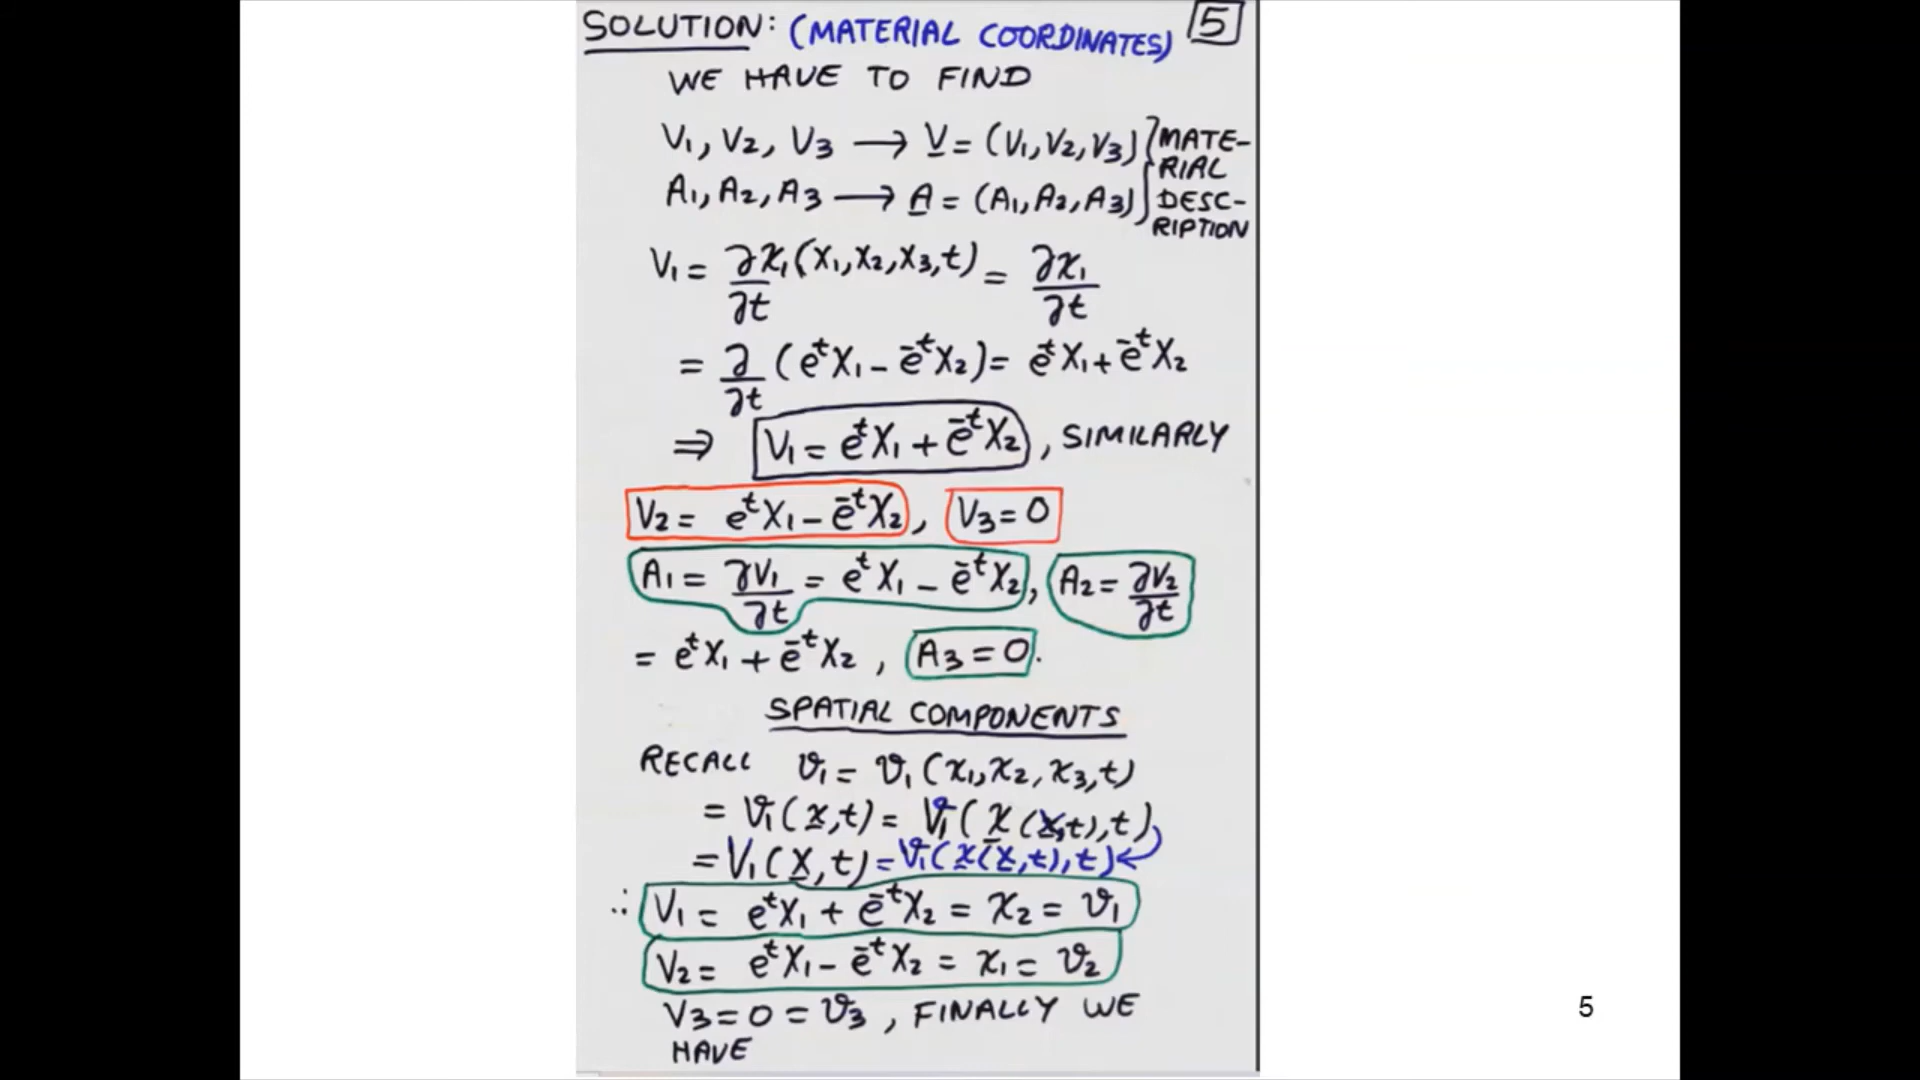 SOLUTION: (MATERIAL COORDINATES) 5
WE HAVE TO FIND
V₁, V₂, V₃ → V̲ = (V₁, V₂, V₃) } MATE-
RIAL
A₁, A₂, A₃ → A̲ = (A₁, A₂, A₃) } DESC-
RIPTION
V₁ = ∂x₁(X₁, X₂, X₃, t)/∂t = ∂x₁/∂t
= ∂/∂t (eᵗX₁ - e⁻ᵗX₂) = eᵗX₁ + e⁻ᵗX₂
⇒ V₁ = eᵗX₁ + e⁻ᵗX₂, SIMILARLY
V₂ = eᵗX₁ - e⁻ᵗX₂, V₃ = 0
A₁ = ∂V₁/∂t = eᵗX₁ - e⁻ᵗX₂, A₂ = ∂V₂/∂t
= eᵗX₁ + e⁻ᵗX₂, A₃ = 0.
SPATIAL COMPONENTS
RECALL v₁ = v₁(x₁, x₂, x₃, t)
= v₁(x̲, t) = V₁(X̲(x̲, t), t)
= V₁(X̲, t) = v₁(x̲(X̲, t), t)
∴ V₁ = eᵗX₁ + e⁻ᵗX₂ = x₂ = v₁
V₂ = eᵗX₁ - e⁻ᵗX₂ = x₁ = v₂
V₃ = 0 = v₃, FINALLY WE
HAVE
5